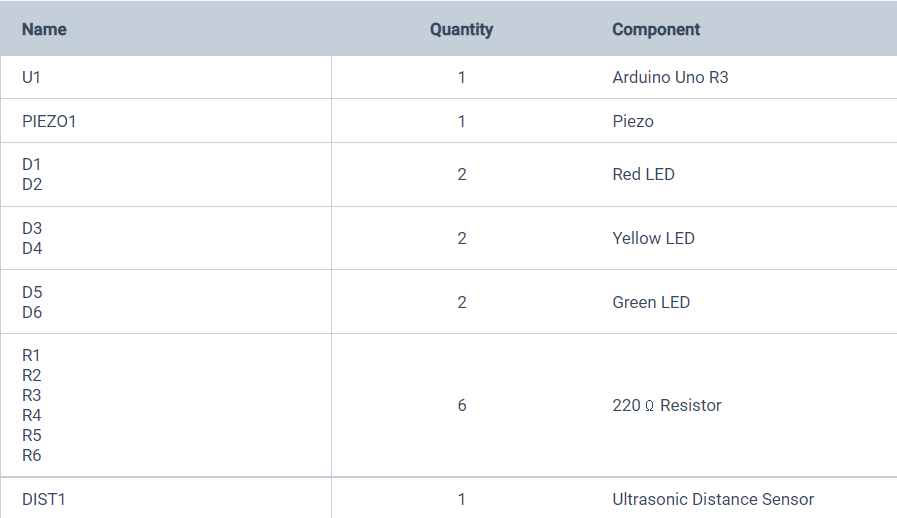 Name Quantity Component
U1 1 Arduino Uno R3
PIEZO1 1 Piezo
D1
D2
2 Red LED
D3
D4
2 Yellow LED
D5
D6
2 Green LED
R1
R2
R3
R4
R5
R6
6 220 Ω Resistor
DIST1 1 Ultrasonic Distance Sensor